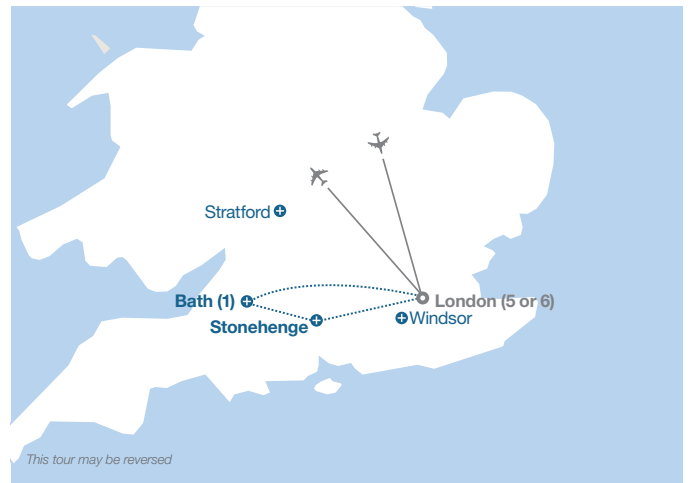 Stratford
Bath (1)
London (5 or 6)
Stonehenge
Windsor
This tour may be reversed